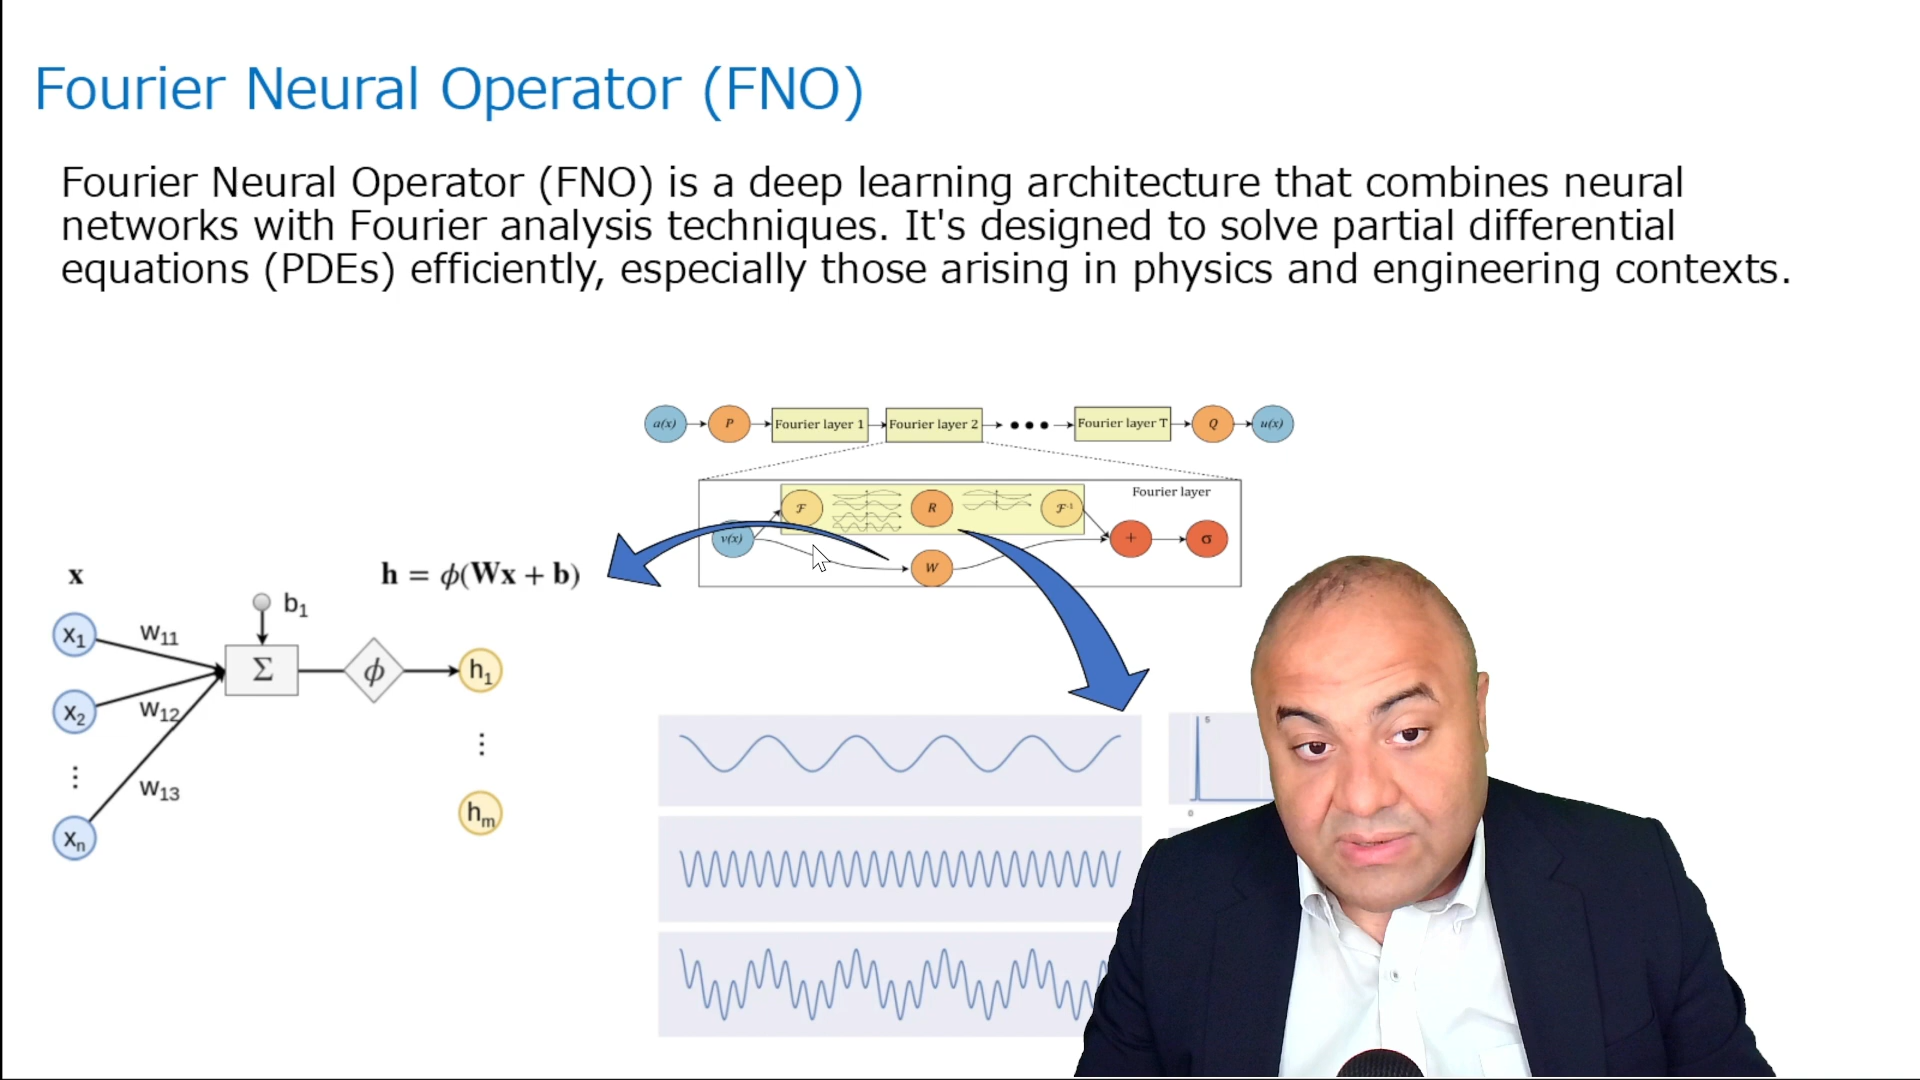 Fourier Neural Operator (FNO)
Fourier Neural Operator (FNO) is a deep learning architecture that combines neural
networks with Fourier analysis techniques. It's designed to solve partial differential
equations (PDEs) efficiently, especially those arising in physics and engineering contexts.
a(x) P Fourier layer 1 Fourier layer 2 Fourier layer T Q u(x)
Fourier layer
ℱ R ℱ⁻¹
v(x) + σ
W
x h = ϕ(Wx + b)
b₁
x₁ w₁₁
Σ ϕ h₁
x₂ w₁₂
⋮ ⋮
w₁₃
xₙ hₘ
5
0